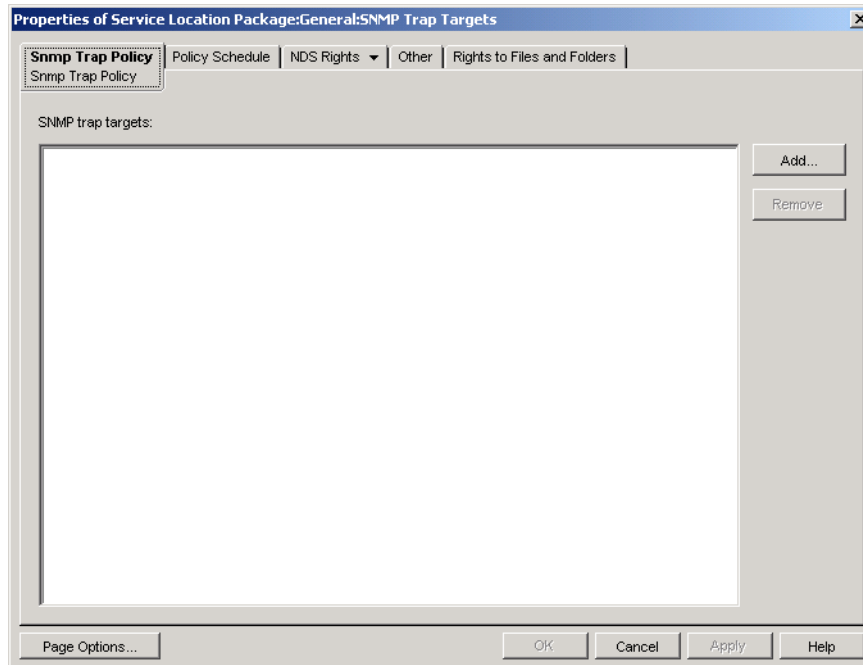 Properties of Service Location Package:General:SNMP Trap Targets
Snmp Trap Policy Policy Schedule NDS Rights Other Rights to Files and Folders
Snmp Trap Policy
SNMP trap targets:
Add...
Remove
Page Options... OK Cancel Apply Help